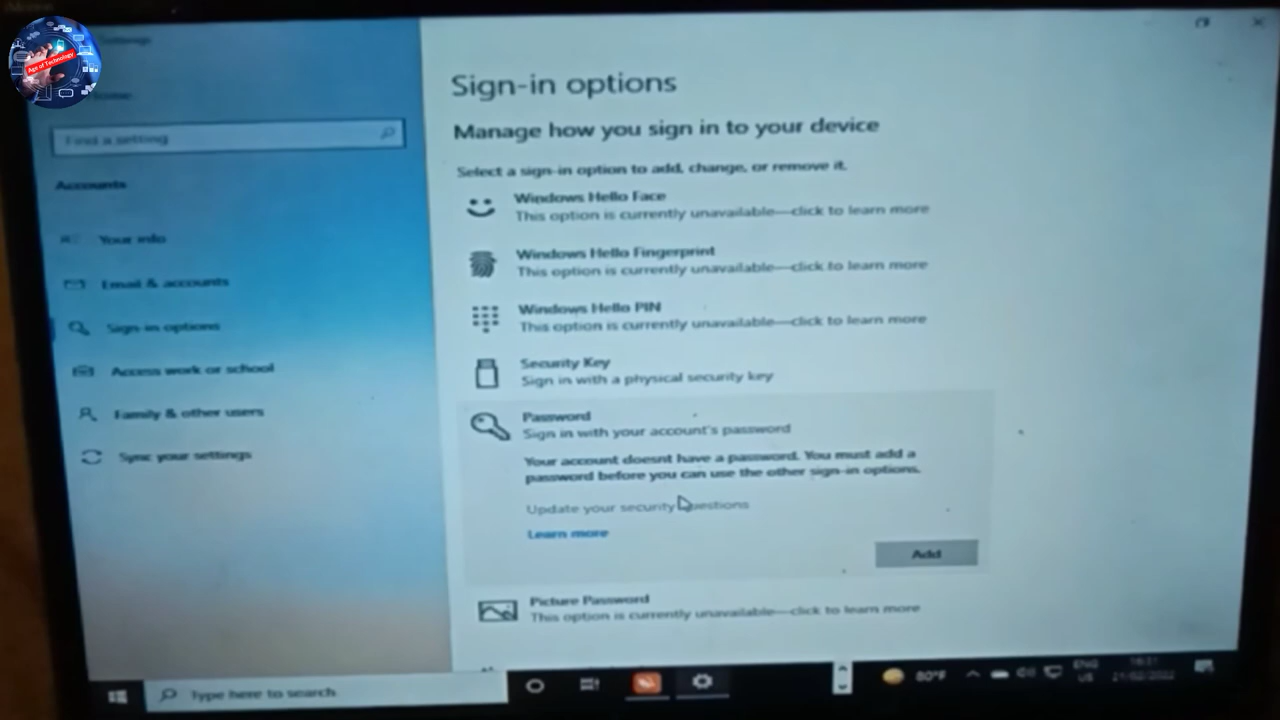 Age of Technology
Settings
Home
Find a setting
Accounts
Your info
Email & accounts
Sign-in options
Access work or school
Family & other users
Sync your settings
Sign-in options
Manage how you sign in to your device
Select a sign-in option to add, change, or remove it.
Windows Hello Face
This option is currently unavailable—click to learn more
Windows Hello Fingerprint
This option is currently unavailable—click to learn more
Windows Hello PIN
This option is currently unavailable—click to learn more
Security Key
Sign in with a physical security key
Password
Sign in with your account's password
Your account doesnt have a password. You must add a
password before you can use the other sign-in options.
Update your security questions
Learn more
Add
Picture Password
This option is currently unavailable—click to learn more
Type here to search
80°F
ENG
US